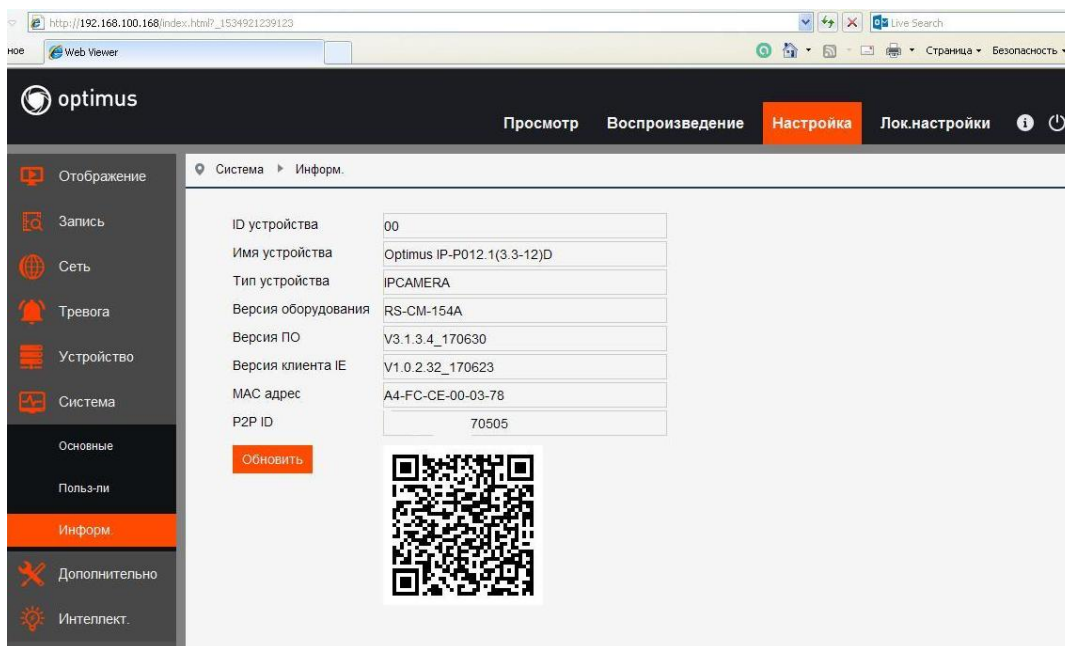 http://192.168.100.168/index.html?_1534921239123
Live Search
ное
Web Viewer
Страница
Безопасность
optimus
Просмотр
Воспроизведение
Настройка
Лок.настройки
Отображение
Запись
Сеть
Тревога
Устройство
Система
Основные
Польз-ли
Информ.
Дополнительно
Интеллект.
Система
Информ.
ID устройства 00
Имя устройства Optimus IP-P012.1(3.3-12)D
Тип устройства IPCAMERA
Версия оборудования RS-CM-154A
Версия ПО V3.1.3.4_170630
Версия клиента IE V1.0.2.32_170623
MAC адрес A4-FC-CE-00-03-78
P2P ID 70505
Обновить